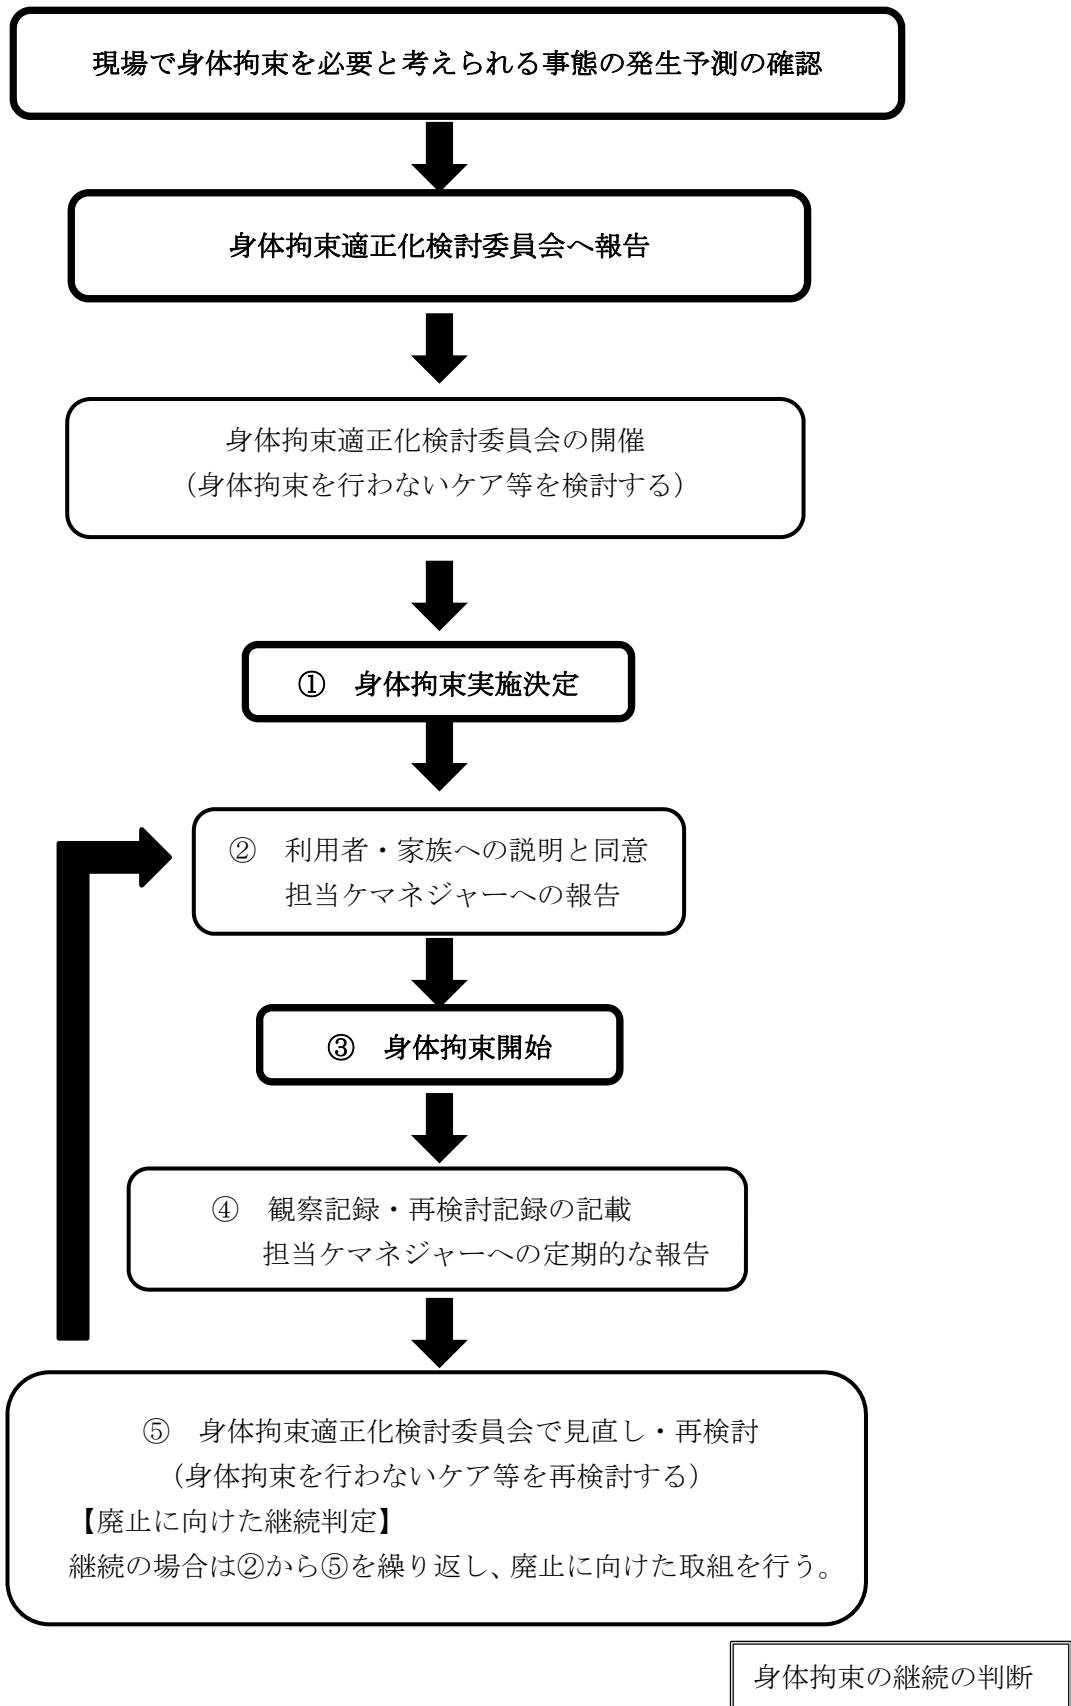 現場で身体拘束を必要と考えられる事態の発生予測の確認
身体拘束適正化検討委員会へ報告
身体拘束適正化検討委員会の開催
（身体拘束を行わないケア等を検討する）
①　身体拘束実施決定
②　利用者・家族への説明と同意
担当ケマネジャーへの報告
③　身体拘束開始
④　観察記録・再検討記録の記載
担当ケマネジャーへの定期的な報告
⑤　身体拘束適正化検討委員会で見直し・再検討
（身体拘束を行わないケア等を再検討する）
【廃止に向けた継続判定】
継続の場合は②から⑤を繰り返し、廃止に向けた取組を行う。
身体拘束の継続の判断